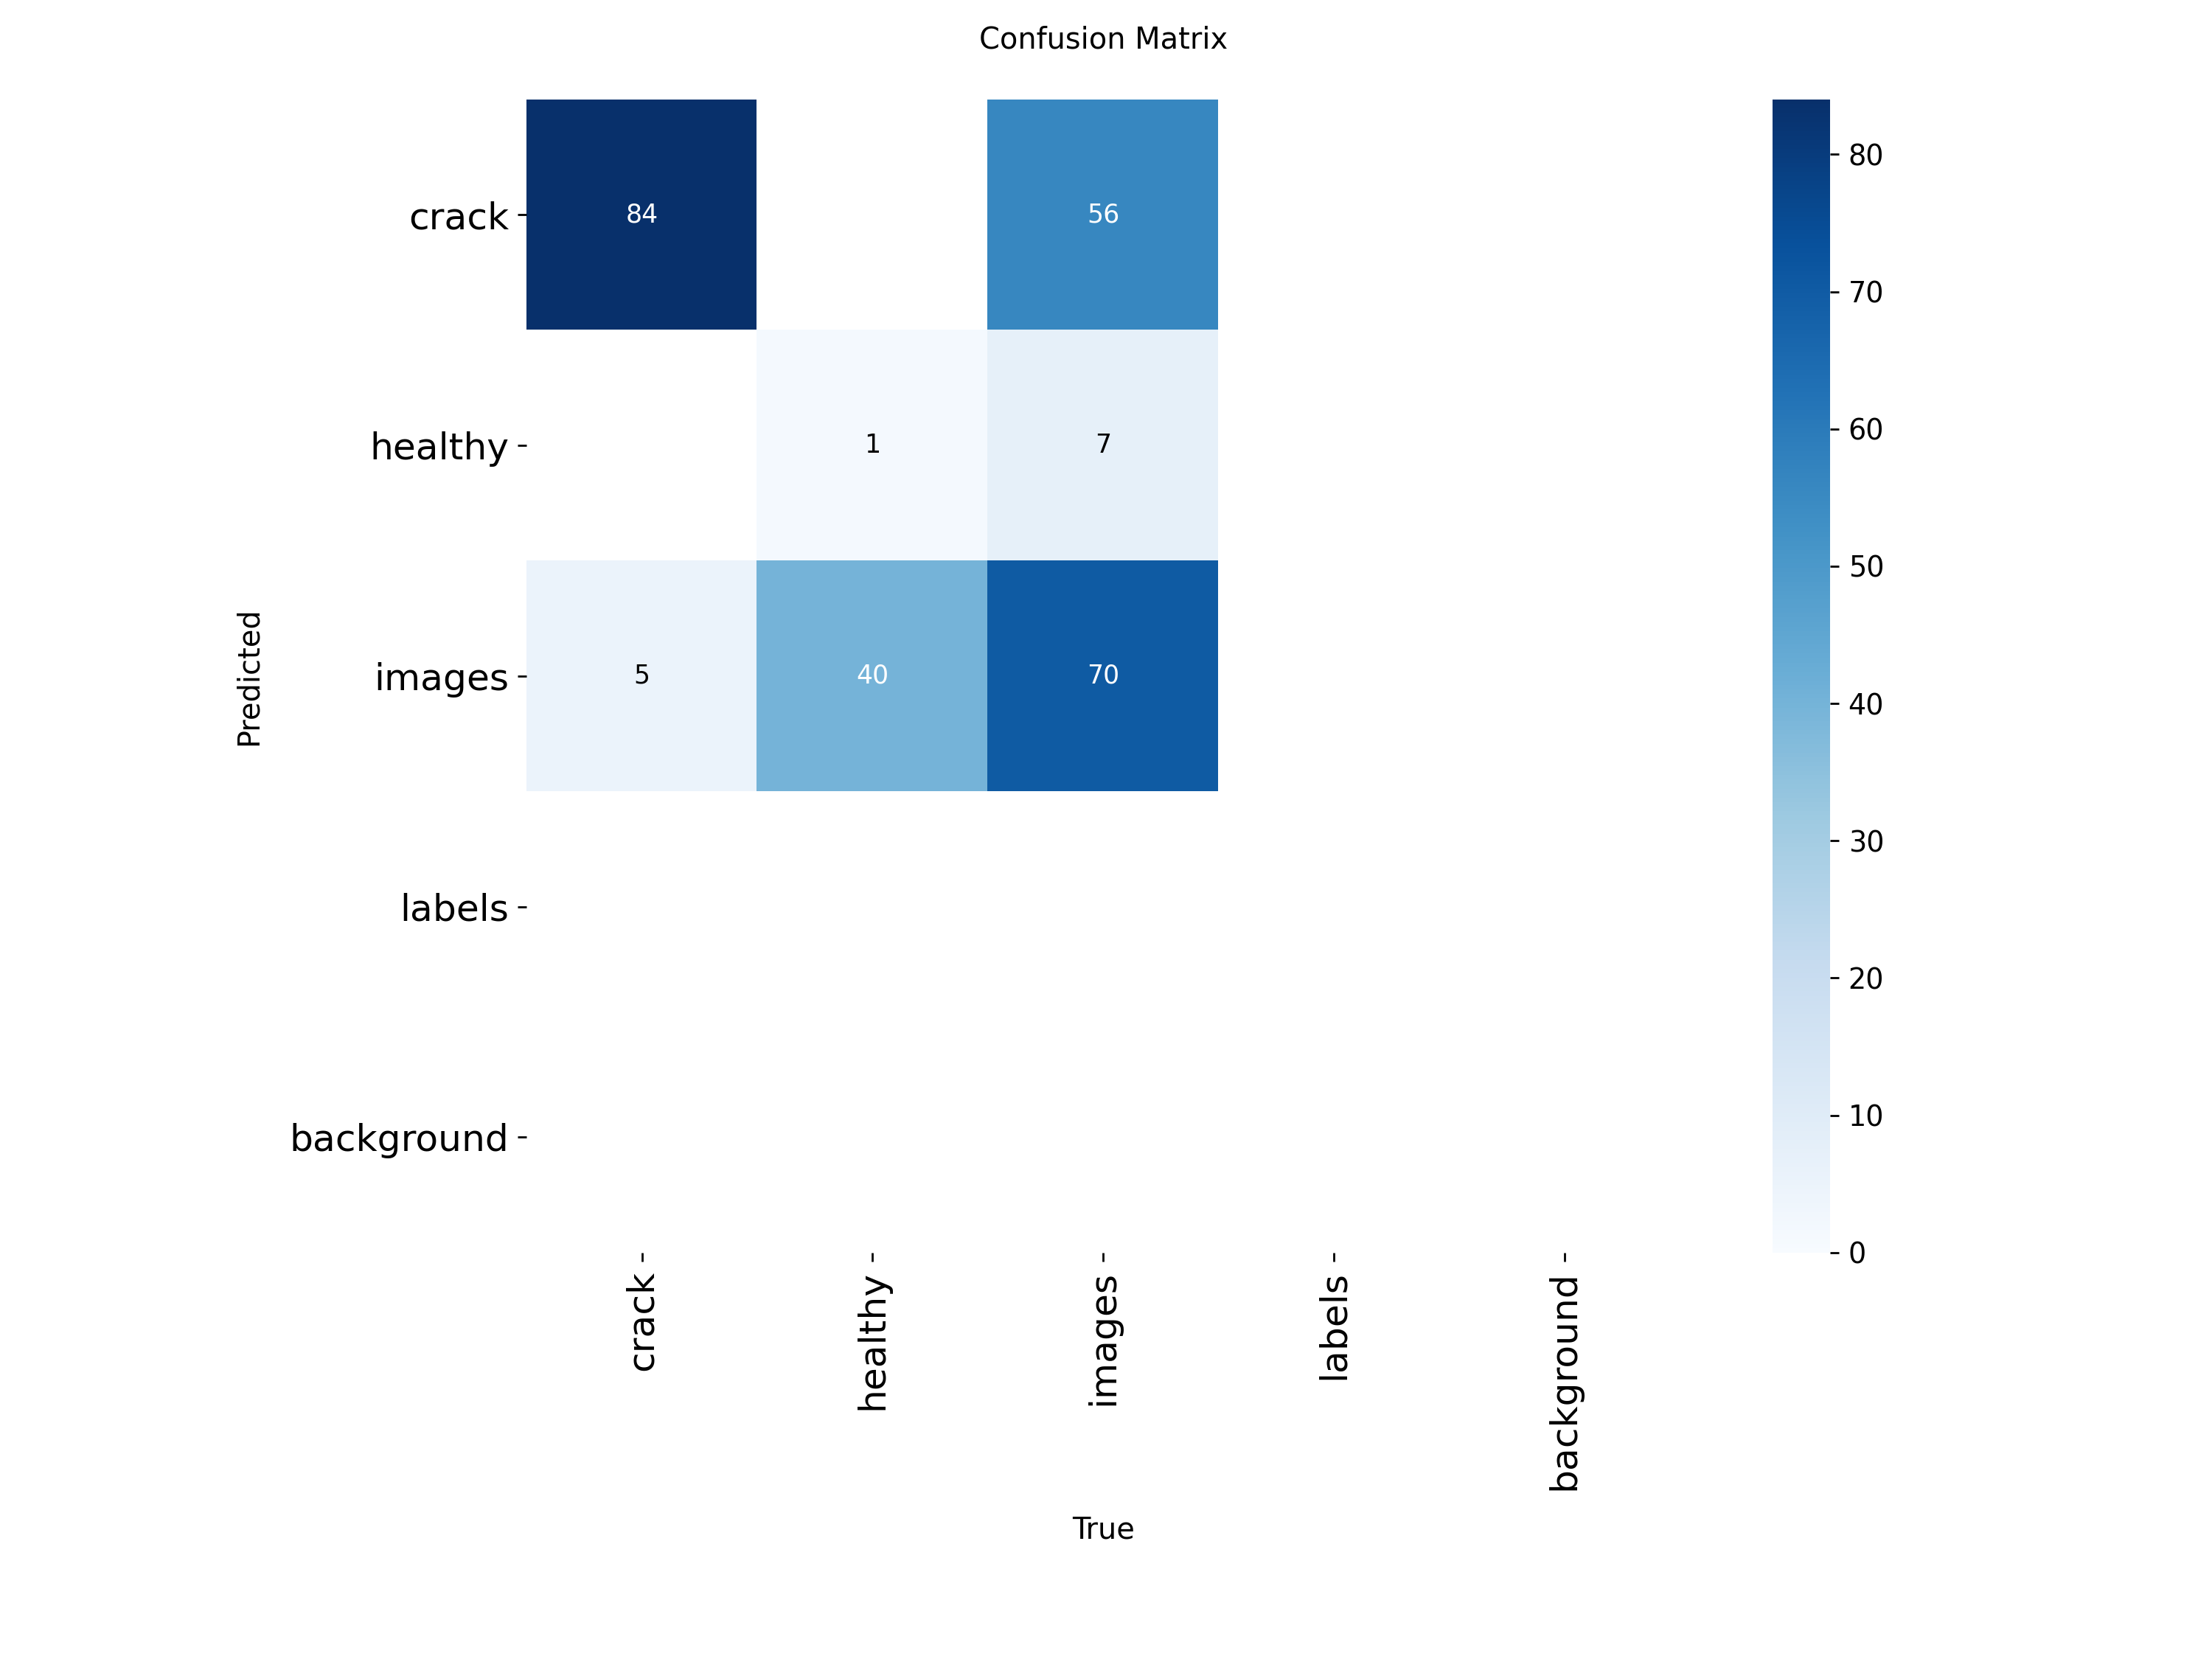 Confusion Matrix
crack
84
56
healthy
1
7
images
5
40
70
labels
background
Predicted
crack
healthy
images
labels
background
True
80
70
60
50
40
30
20
10
0